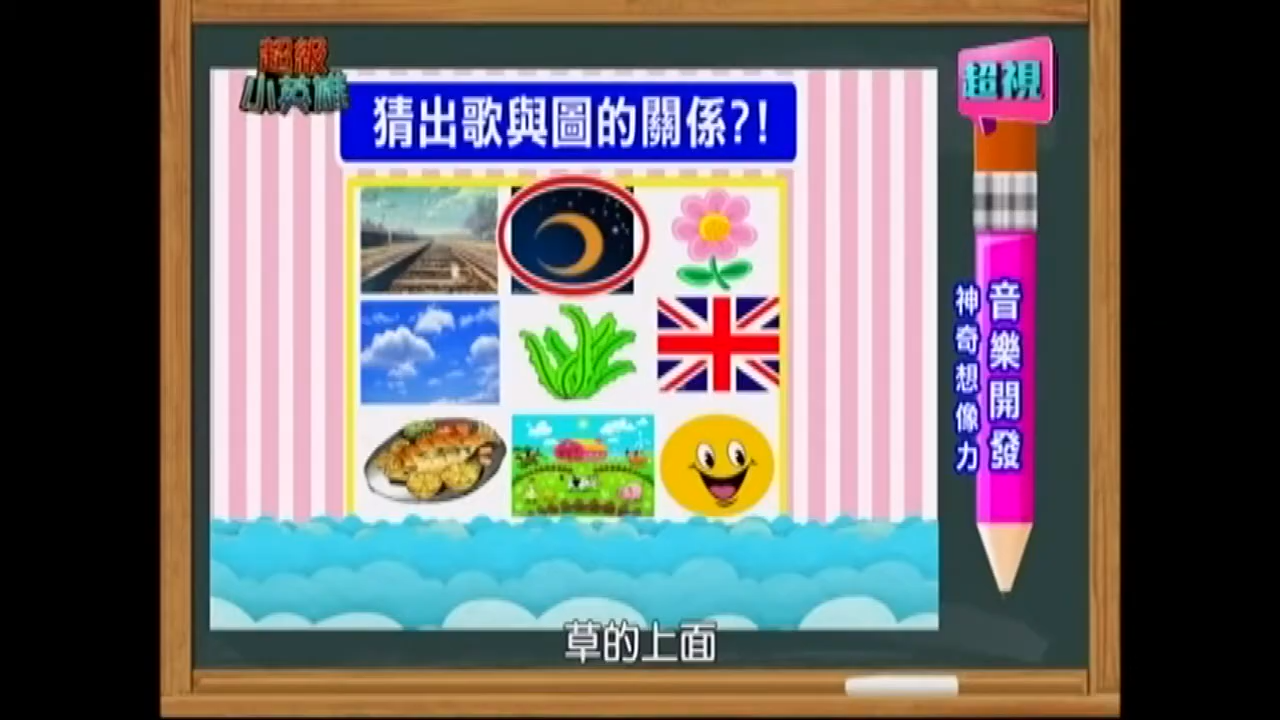 超級
小英雄
超視
猜出歌與圖的關係?!
音樂開發
神奇想像力
草的上面